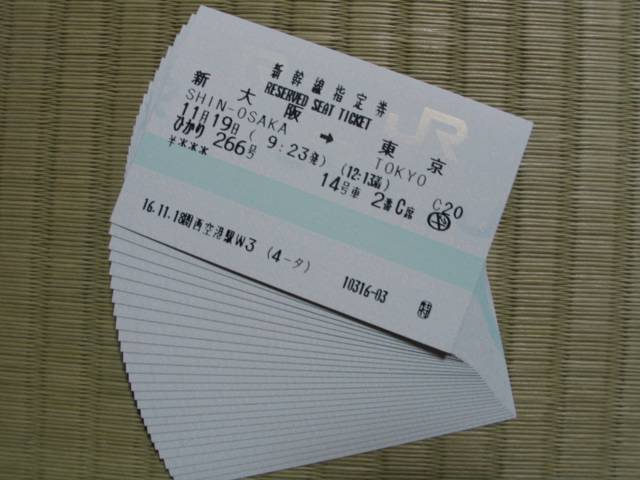 新幹線指定券
RESERVED SEAT TICKET
JR
新大阪 → 東京
SHIN-OSAKA TOKYO
11月19日 ( 9:23発) (12:13着) C20
ひかり 266号 14号車 2番C席
¥***
16.11.18関西空港駅W3 (4-タ) 10316-03